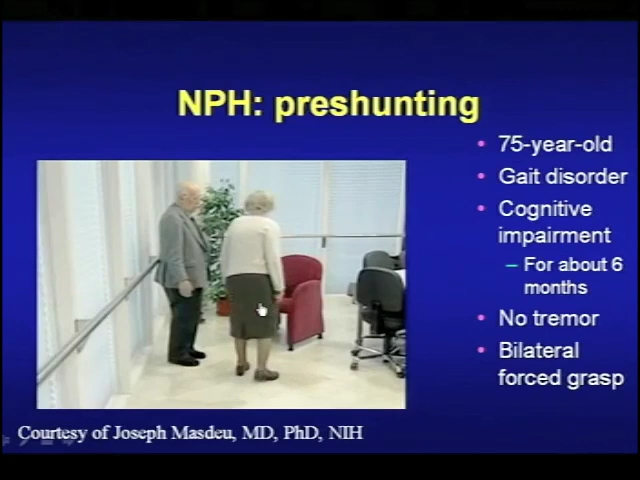 NPH: preshunting
75-year-old
Gait disorder
Cognitive
impairment
– For about 6
months
No tremor
Bilateral
forced grasp
Courtesy of Joseph Masdeu, MD, PhD, NIH